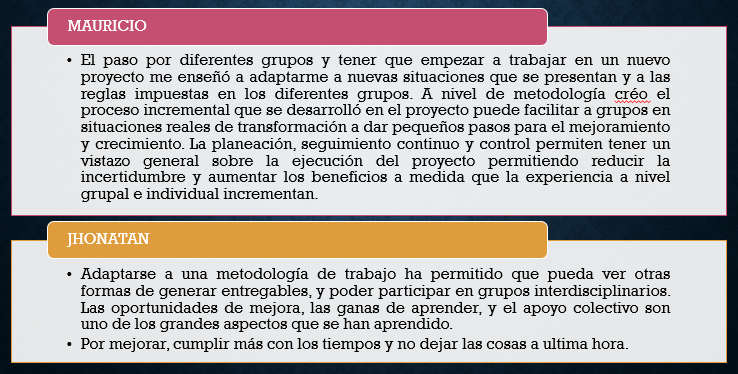 MAURICIO
• El paso por diferentes grupos y tener que empezar a trabajar en un nuevo
proyecto me enseñó a adaptarme a nuevas situaciones que se presentan y a las
reglas impuestas en los diferentes grupos. A nivel de metodología créo el
proceso incremental que se desarrolló en el proyecto puede facilitar a grupos en
situaciones reales de transformación a dar pequeños pasos para el mejoramiento
y crecimiento. La planeación, seguimiento continuo y control permiten tener un
vistazo general sobre la ejecución del proyecto permitiendo reducir la
incertidumbre y aumentar los beneficios a medida que la experiencia a nivel
grupal e individual incrementan.
JHONATAN
• Adaptarse a una metodología de trabajo ha permitido que pueda ver otras
formas de generar entregables, y poder participar en grupos interdisciplinarios.
Las oportunidades de mejora, las ganas de aprender, y el apoyo colectivo son
uno de los grandes aspectos que se han aprendido.
• Por mejorar, cumplir más con los tiempos y no dejar las cosas a ultima hora.